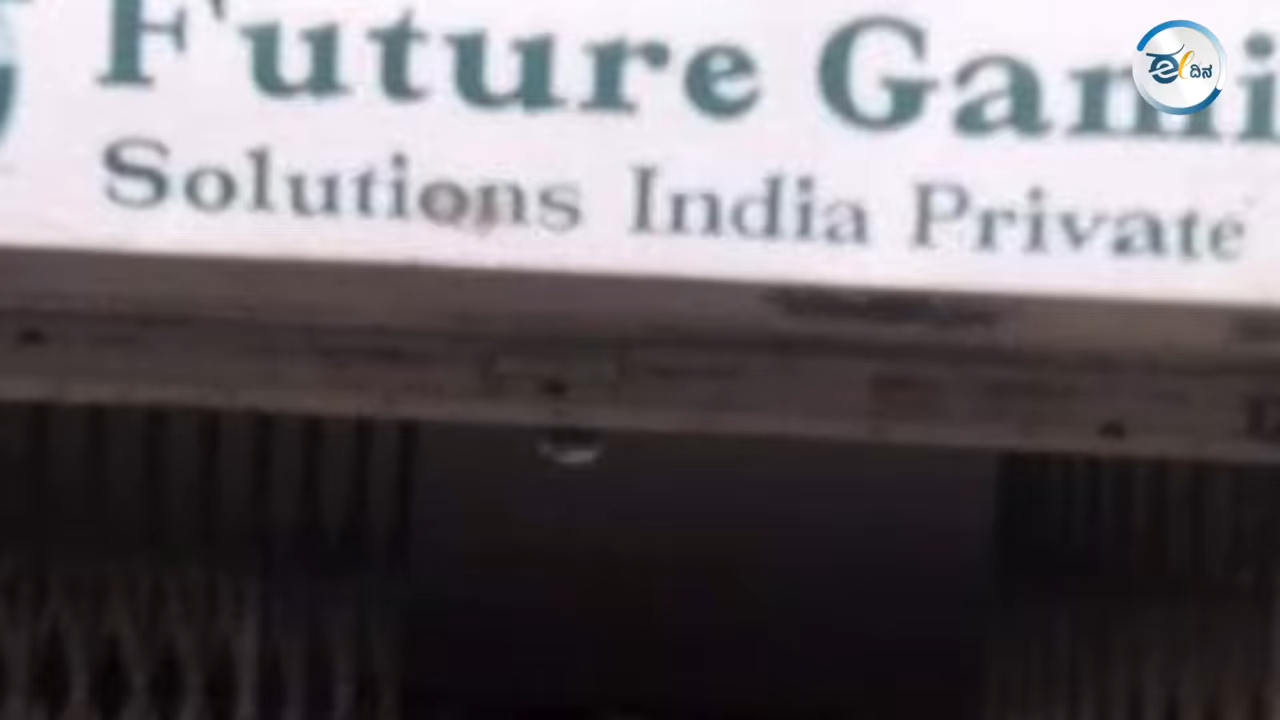 Future Gami
Solutions India Private
ಈ ದಿನ